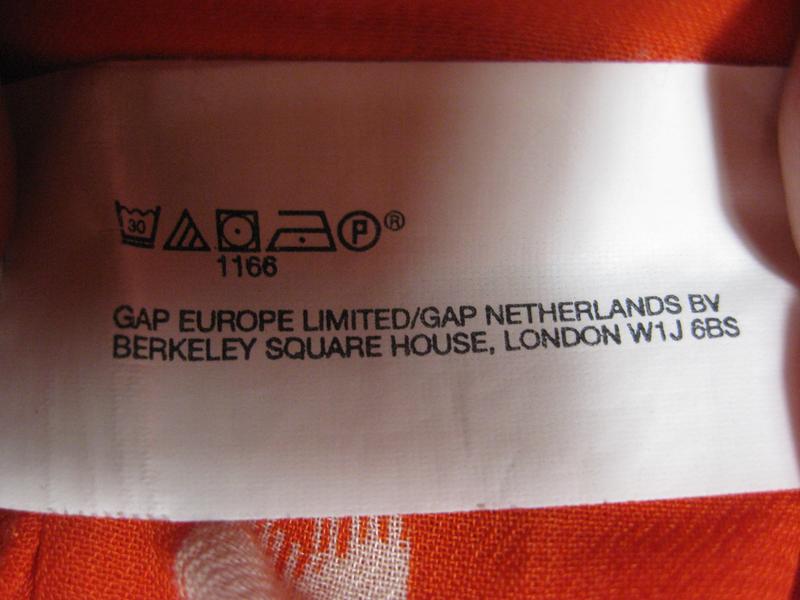 30 P ®
1166
GAP EUROPE LIMITED/GAP NETHERLANDS BV
BERKELEY SQUARE HOUSE, LONDON W1J 6BS